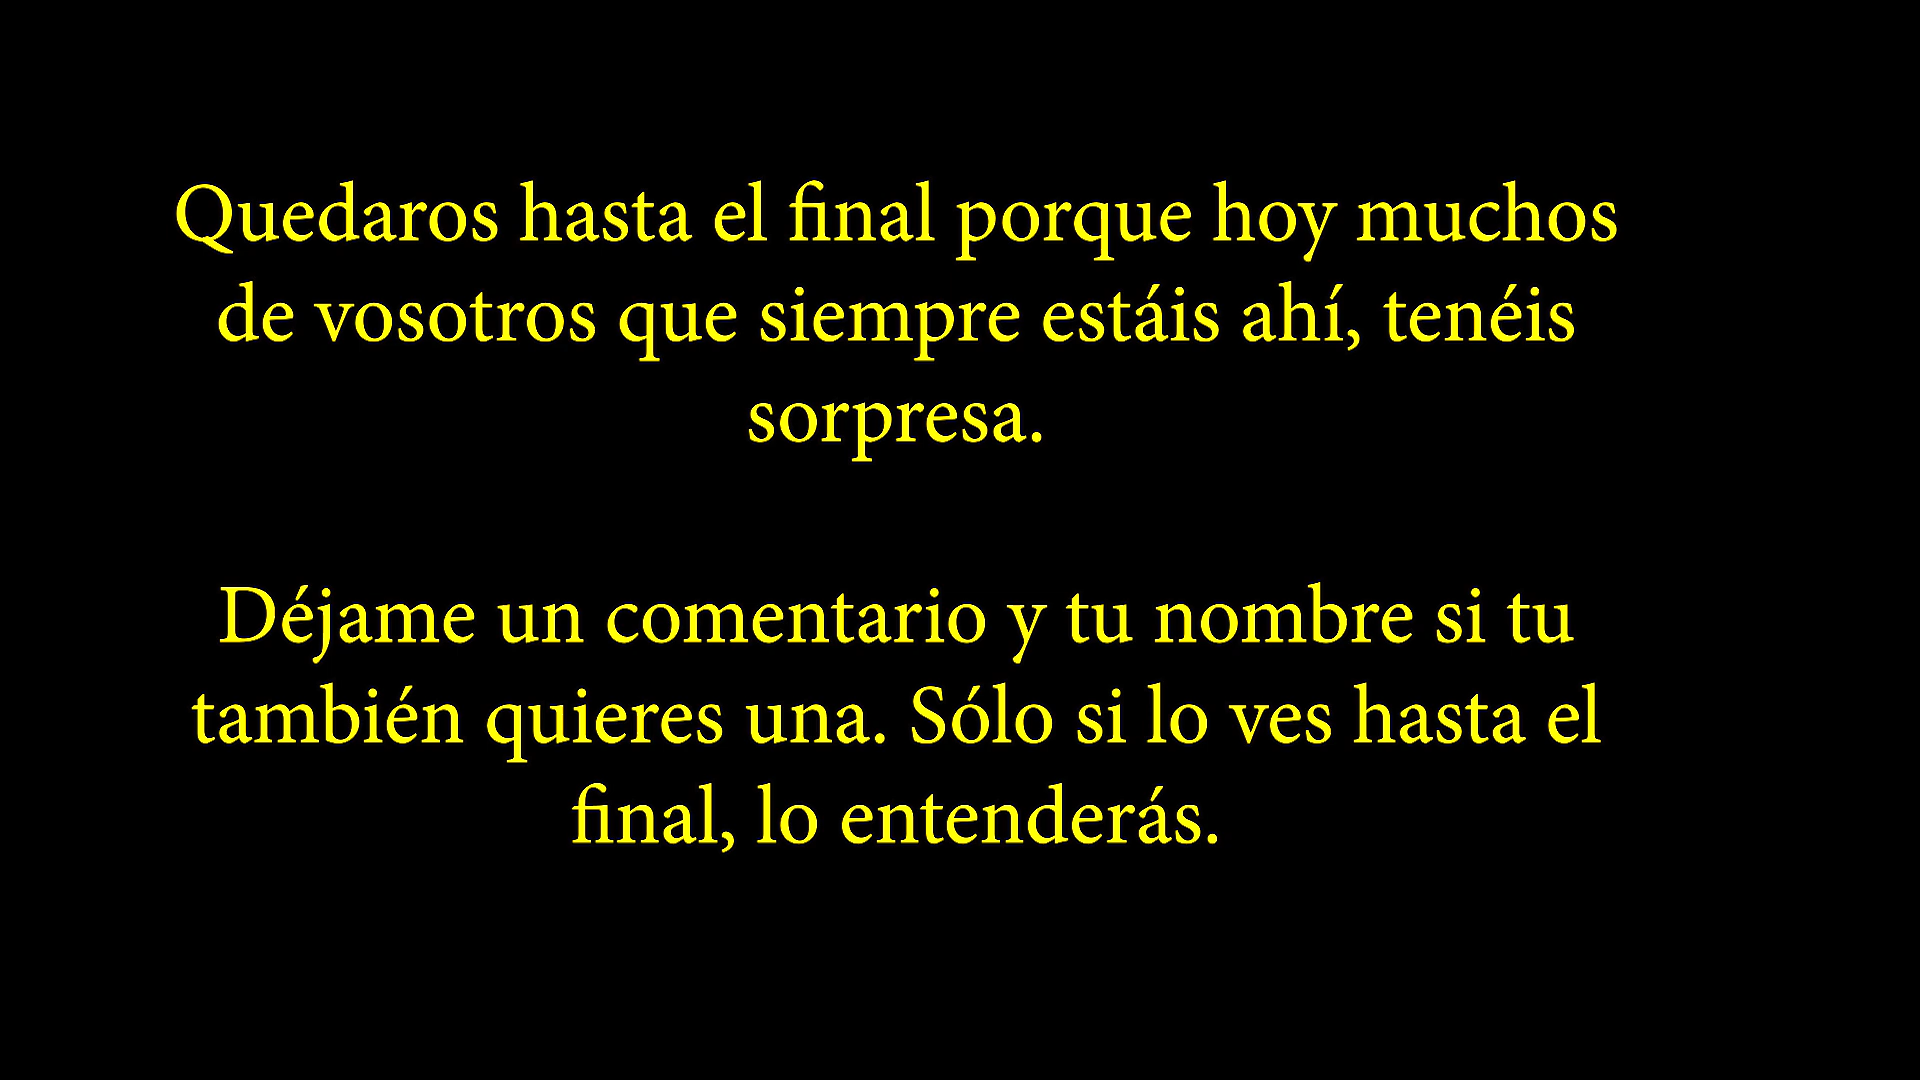 Quedaros hasta el final porque hoy muchos
de vosotros que siempre estáis ahí, tenéis
sorpresa.
Déjame un comentario y tu nombre si tu
también quieres una. Sólo si lo ves hasta el
final, lo entenderás.